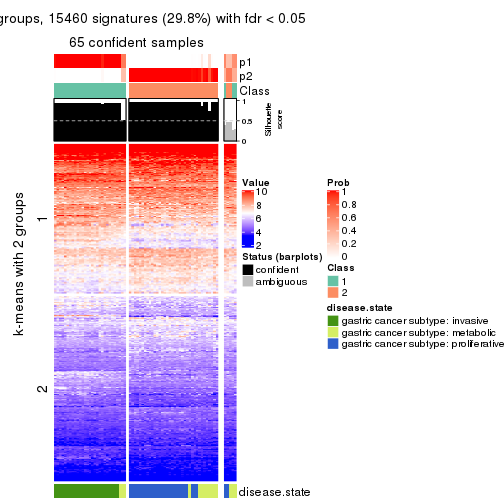 groups, 15460 signatures (29.8%) with fdr < 0.05
65 confident samples
p1
p2
Class
1
0.5
0
Silhouette
score
k-means with 2 groups
1
2
Value
10
8
6
4
2
Status (barplots)
confident
ambiguous
Prob
1
0.8
0.6
0.4
0.2
0
Class
1
2
disease.state
gastric cancer subtype: invasive
gastric cancer subtype: metabolic
gastric cancer subtype: proliferative
disease.state